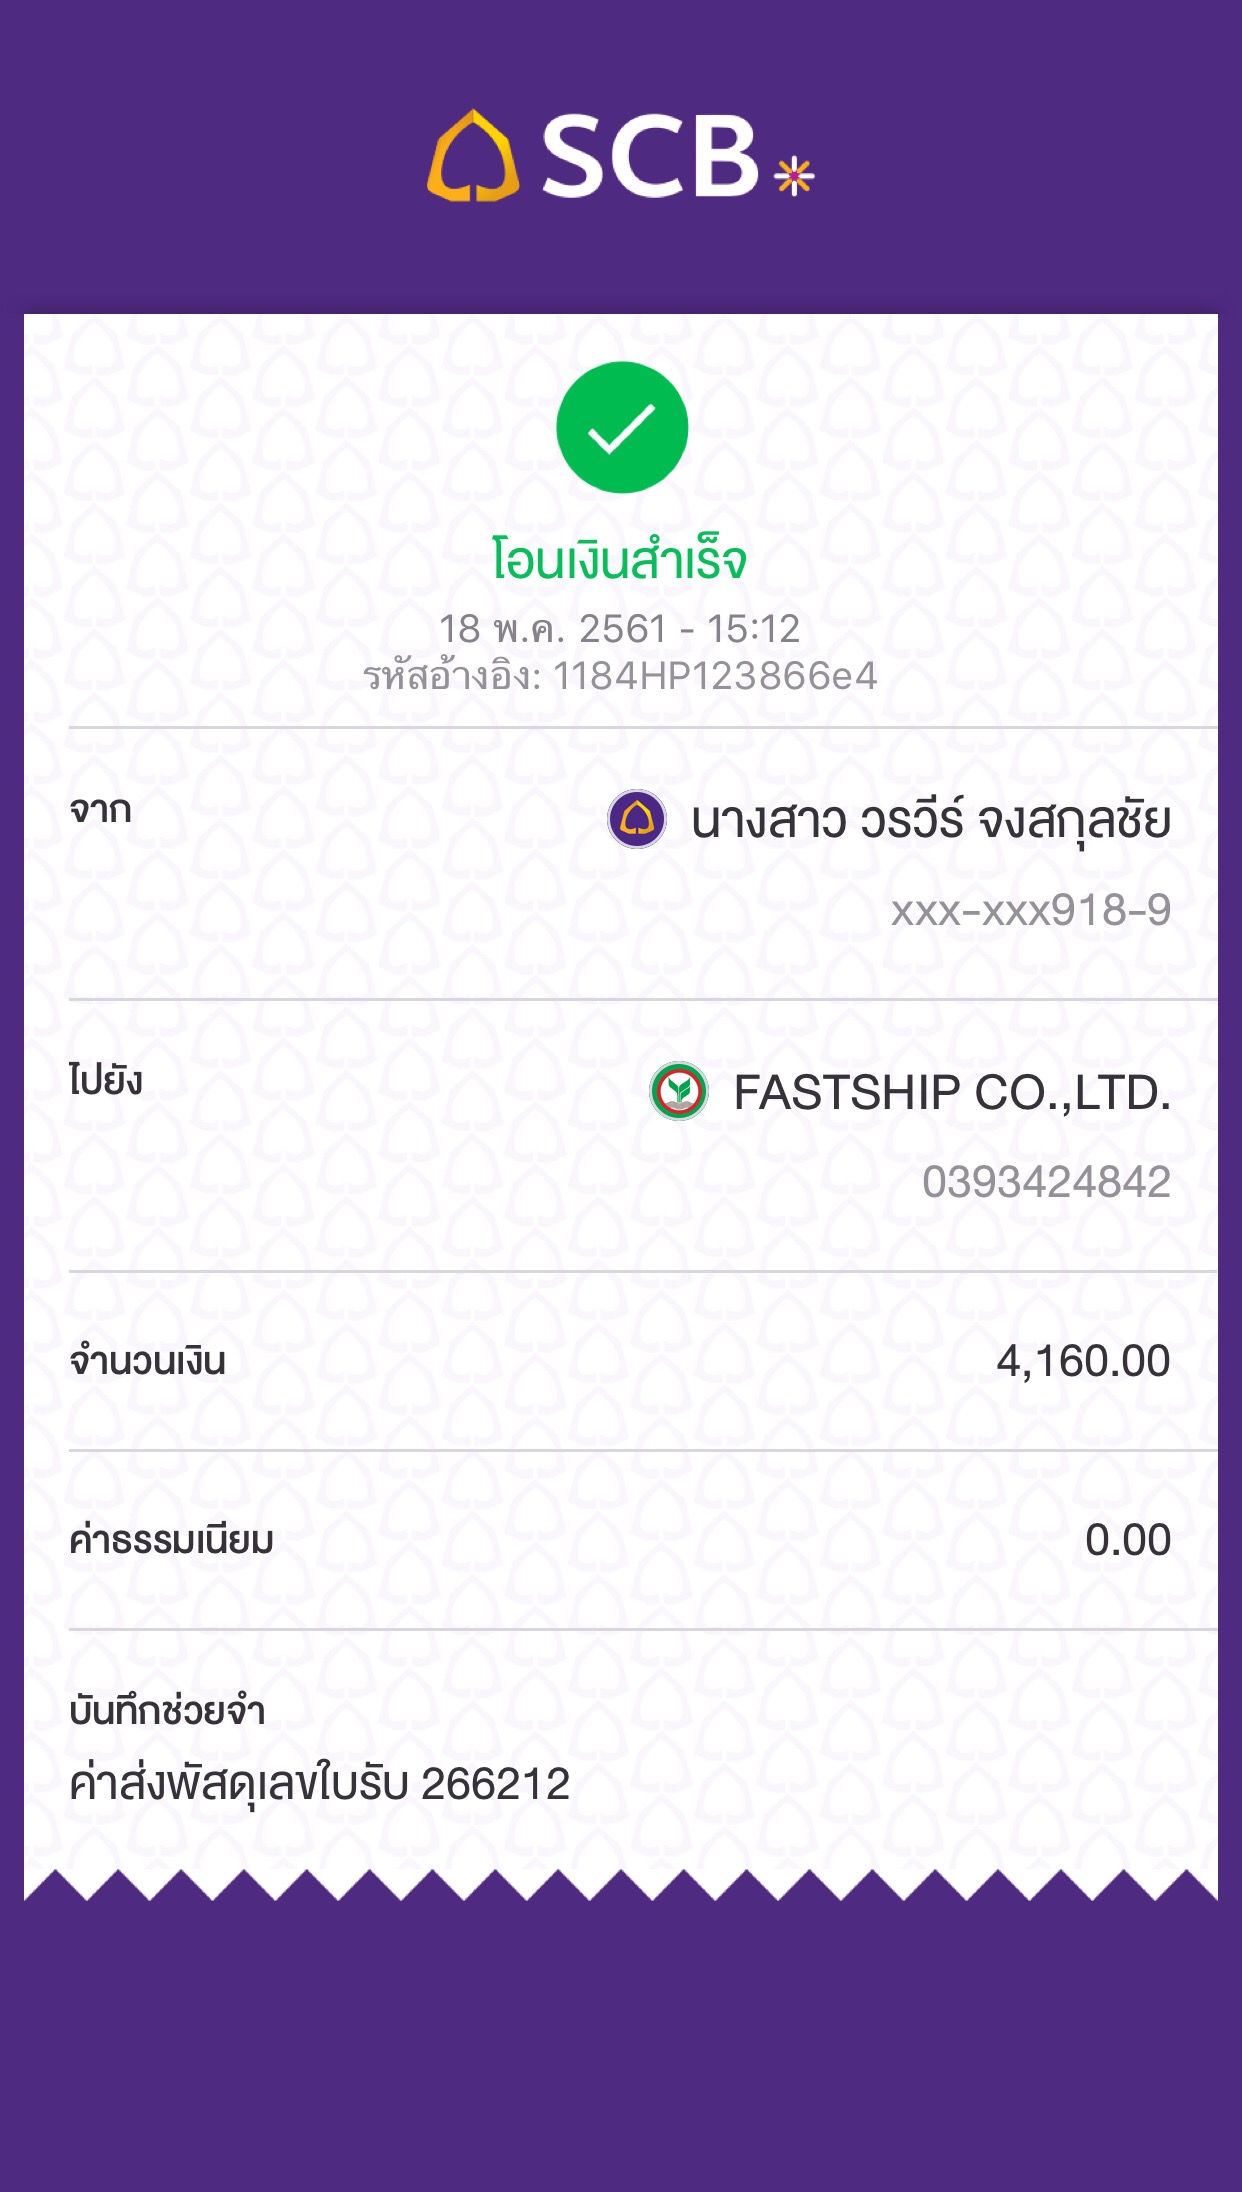 SCB
โอนเงินสำเร็จ
18 พ.ค. 2561 - 15:12
รหัสอ้างอิง: 1184HP123866e4
จาก
นางสาว วรวีร์ จงสกุลชัย
xxx-xxx918-9
ไปยัง
FASTSHIP CO.,LTD.
0393424842
จำนวนเงิน 4,160.00
ค่าธรรมเนียม 0.00
บันทึกช่วยจำ
ค่าส่งพัสดุเลขใบรับ 266212